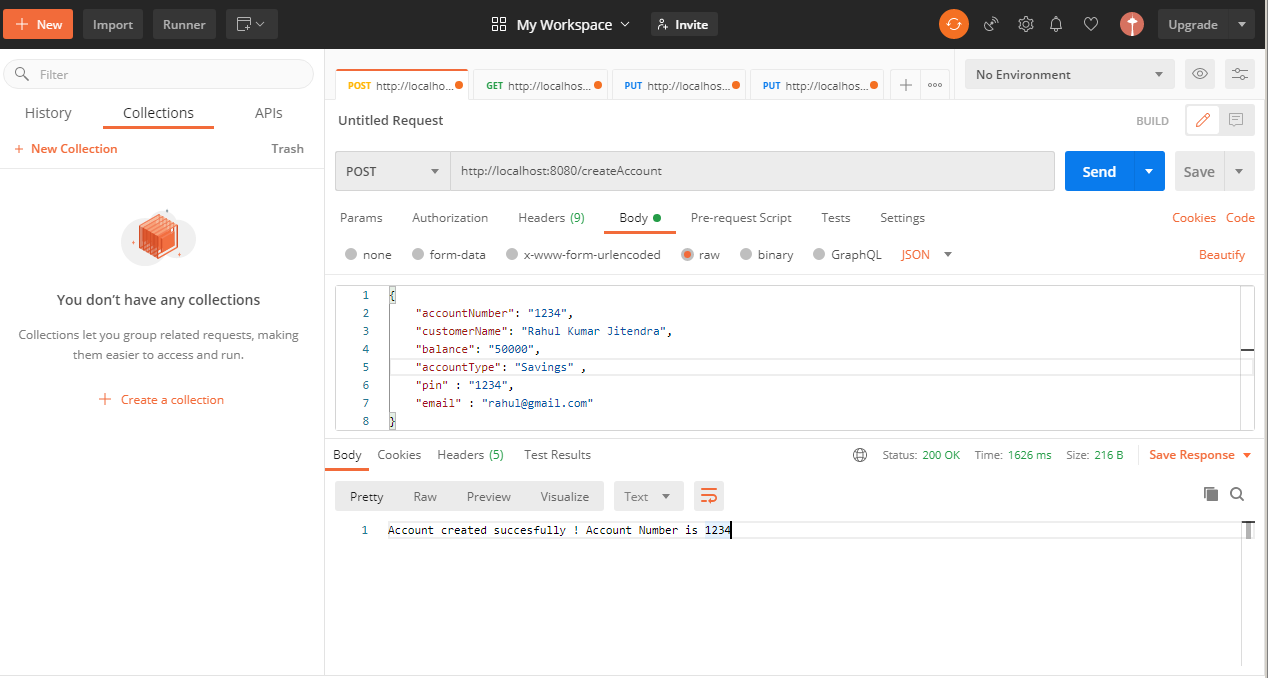 + New Import Runner My Workspace Invite Upgrade
Filter
History Collections APIs
+ New Collection Trash
You don't have any collections
Collections let you group related requests, making
them easier to access and run.
+ Create a collection
POST http://localho... GET http://localhos... PUT http://localhos... PUT http://localhos... + ooo No Environment
Untitled Request BUILD
POST http://localhost:8080/createAccount Send Save
Params Authorization Headers (9) Body Pre-request Script Tests Settings Cookies Code
none form-data x-www-form-urlencoded raw binary GraphQL JSON Beautify
1 {
2 "accountNumber": "1234",
3 "customerName": "Rahul Kumar Jitendra",
4 "balance": "50000",
5 "accountType": "Savings" ,
6 "pin" : "1234",
7 "email" : "rahul@gmail.com"
8 }
Body Cookies Headers (5) Test Results Status: 200 OK Time: 1626 ms Size: 216 B Save Response
Pretty Raw Preview Visualize Text
1 Account created succesfully ! Account Number is 1234